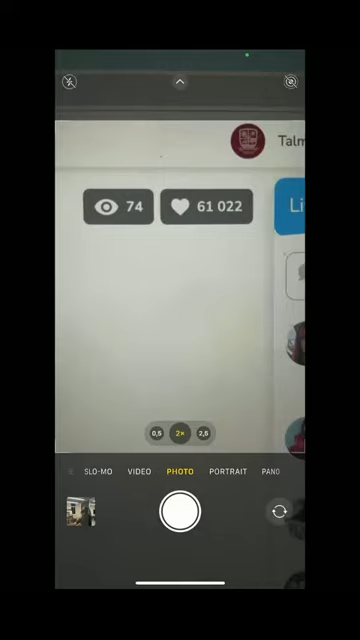 Talm
74
61 022
Li
0,5
2×
2,5
SLO-MO
VIDEO
PHOTO
PORTRAIT
PANO